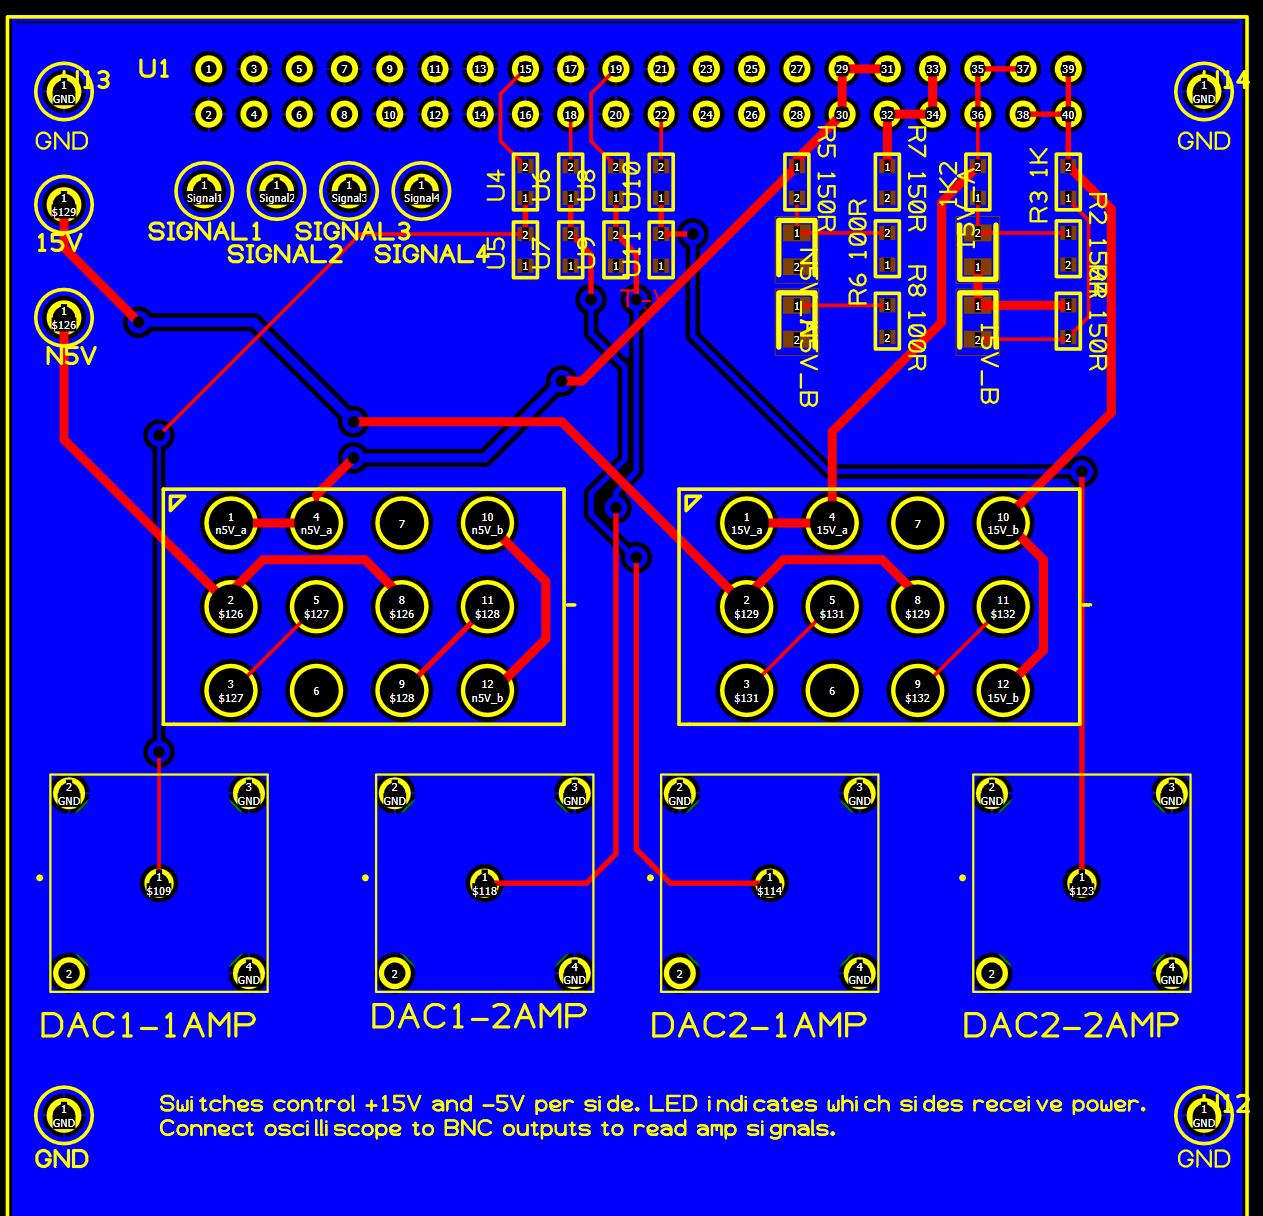 U1
1 3 5 7 9 11 13 15 17 19 21 23 25 27 29 31 33 35 37 39
2 4 6 8 10 12 14 16 18 20 22 24 26 28 30 32 34 36 38 40
1
GND
GND
1
GND
U14
GND
1
$129
15V
1
$126
N5V
1
Signal1
1
Signal2
1
Signal3
1
Signal4
SIGNAL1
SIGNAL2
SIGNAL3
SIGNAL4
U4
U5
U6
U7
U8
U9
U10
U11
R5 150R
R7 150R
R6 100R
R8 100R
1K2
R3 1K
R2 150R
R4 150R
15V_A
15V_B
N5V_A
N5V_B
1
n5V_a
4
n5V_a
7
10
n5V_b
2
$126
5
$127
8
$126
11
$128
3
$127
6
9
$128
12
n5V_b
1
15V_a
4
15V_a
7
10
15V_b
2
$129
5
$131
8
$129
11
$132
3
$131
6
9
$132
12
15V_b
2
GND
3
GND
1
$109
2
4
GND
DAC1-1AMP
2
GND
3
GND
1
$118
2
4
GND
DAC1-2AMP
2
GND
3
GND
1
$114
2
4
GND
DAC2-1AMP
2
GND
3
GND
1
$123
2
4
GND
DAC2-2AMP
1
GND
GND
Switches control +15V and -5V per side. LED indicates which sides receive power.
Connect oscilliscope to BNC outputs to read amp signals.
1
GND
U12
GND